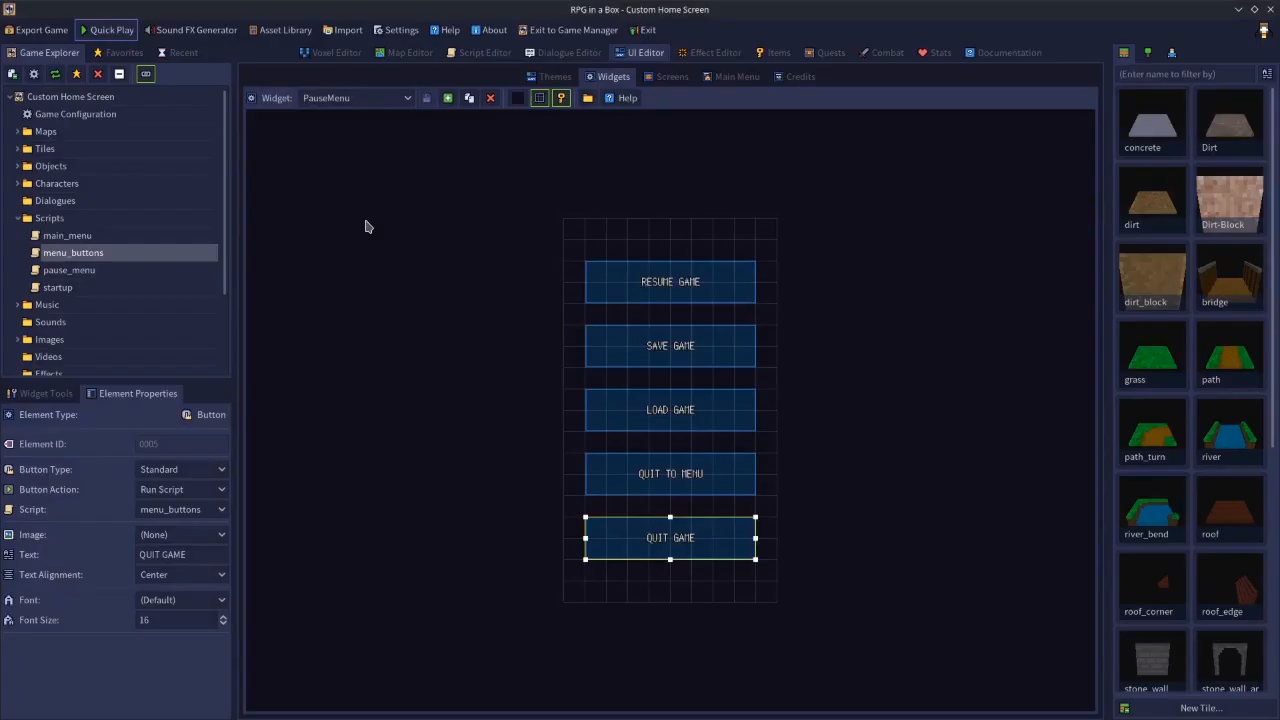 RPG in a Box - Custom Home Screen
Export Game Quick Play Sound FX Generator Asset Library Import Settings Help About Exit to Game Manager Exit
Game Explorer Favorites Recent Voxel Editor Map Editor Script Editor Dialogue Editor UI Editor Effect Editor Items Quests Combat Stats Documentation
Themes Widgets Screens Main Menu Credits
(Enter name to filter by)
Widget: PauseMenu Help
Custom Home Screen
Game Configuration
Maps
Tiles
Objects
Characters
Dialogues
Scripts
main_menu
menu_buttons
pause_menu
startup
Music
Sounds
Images
Videos
Effects
Widget Tools Element Properties
Element Type: Button
Element ID: 0005
Button Type: Standard
Button Action: Run Script
Script: menu_buttons
Image: (None)
Text: QUIT GAME
Text Alignment: Center
Font: (Default)
Font Size: 16
RESUME GAME
SAVE GAME
LOAD GAME
QUIT TO MENU
QUIT GAME
concrete Dirt
dirt Dirt-Block
dirt_block bridge
grass path
path_turn river
river_bend roof
roof_corner roof_edge
stone_wall stone_wall_ar
New Tile...